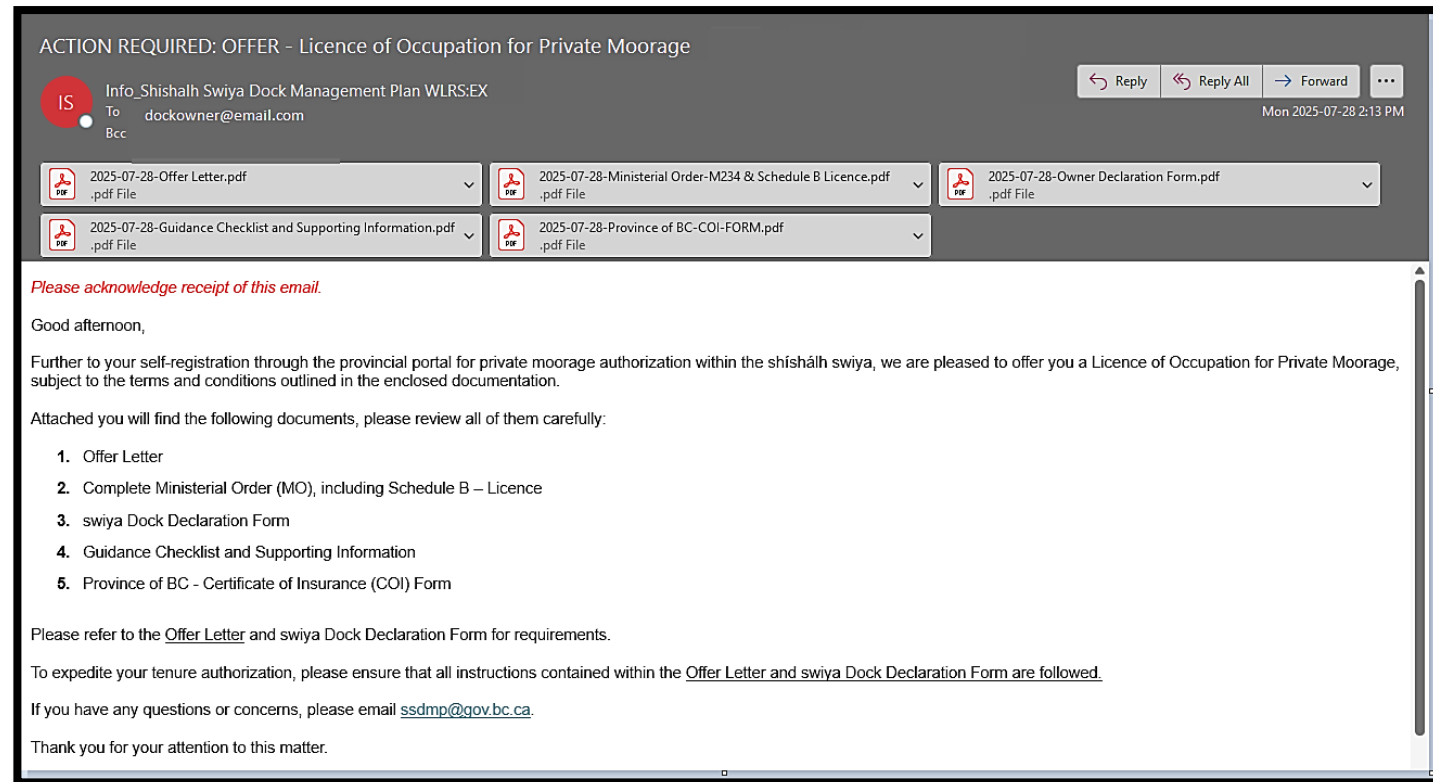 ACTION REQUIRED: OFFER - Licence of Occupation for Private Moorage
IS
Info_Shishalh Swiya Dock Management Plan WLRS:EX
To dockowner@email.com
Bcc
Reply
Reply All
Forward
...
Mon 2025-07-28 2:13 PM
PDF
2025-07-28-Offer Letter.pdf
.pdf File
PDF
2025-07-28-Ministerial Order-M234 & Schedule B Licence.pdf
.pdf File
PDF
2025-07-28-Owner Declaration Form.pdf
.pdf File
PDF
2025-07-28-Guidance Checklist and Supporting Information.pdf
.pdf File
PDF
2025-07-28-Province of BC-COI-FORM.pdf
.pdf File
Please acknowledge receipt of this email.
Good afternoon,
Further to your self-registration through the provincial portal for private moorage authorization within the shíshálh swiya, we are pleased to offer you a Licence of Occupation for Private Moorage,
subject to the terms and conditions outlined in the enclosed documentation.
Attached you will find the following documents, please review all of them carefully:
1. Offer Letter
2. Complete Ministerial Order (MO), including Schedule B – Licence
3. swiya Dock Declaration Form
4. Guidance Checklist and Supporting Information
5. Province of BC - Certificate of Insurance (COI) Form
Please refer to the Offer Letter and swiya Dock Declaration Form for requirements.
To expedite your tenure authorization, please ensure that all instructions contained within the Offer Letter and swiya Dock Declaration Form are followed.
If you have any questions or concerns, please email ssdmp@gov.bc.ca.
Thank you for your attention to this matter.